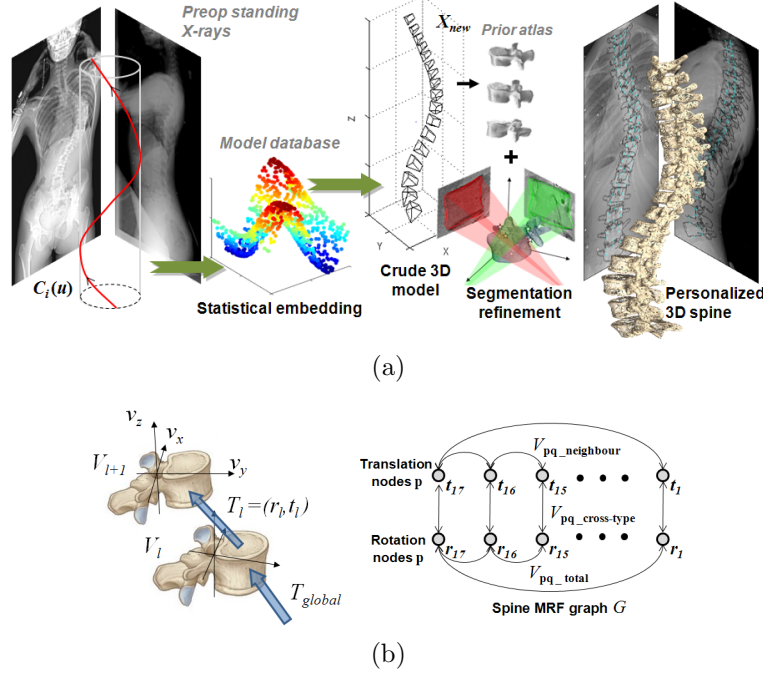 Preop standing
X-rays
C_i(u)
Model database
Statistical embedding
X_new
Prior atlas
+
Z
Y
X
Crude 3D
model
Segmentation
refinement
Personalized
3D spine
(a)
v_z
v_x
v_y
V_{l+1}
T_l=(r_l,t_l)
V_l
T_global
Translation
nodes p
t_17
t_16
t_15
• • •
t_1
V_pq_neighbour
V_pq_cross-type
Rotation
nodes p
r_17
r_16
r_15
• • •
r_1
V_pq_total
Spine MRF graph G
(b)